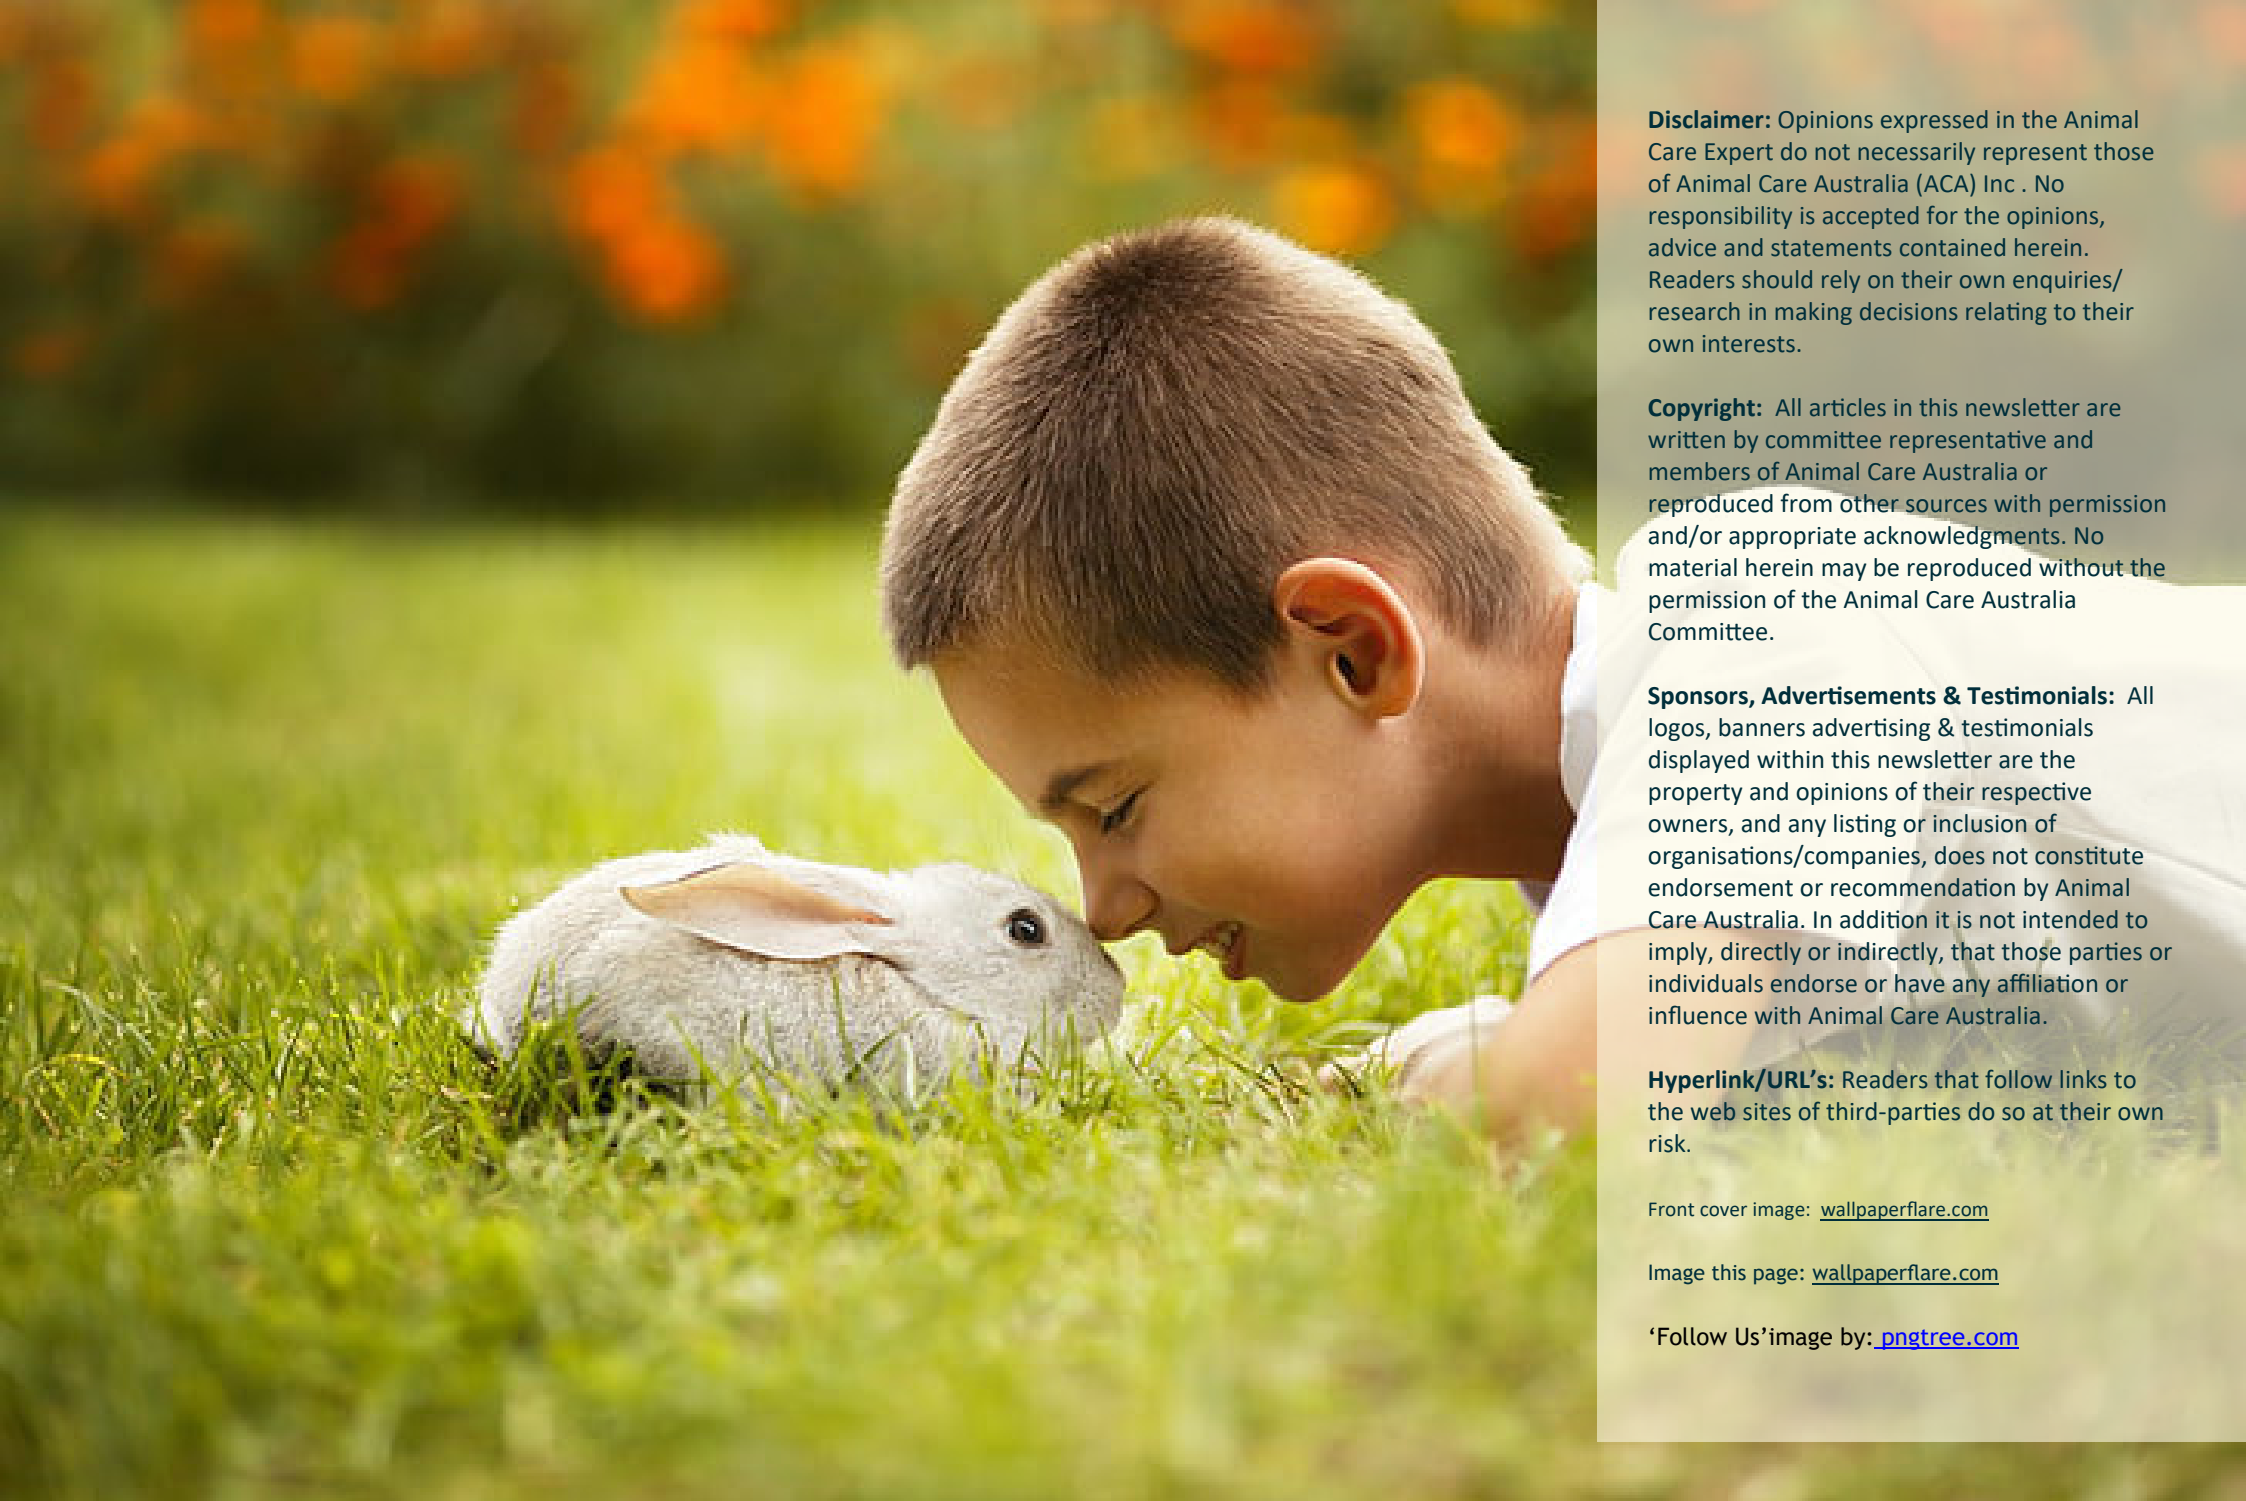 Disclaimer: Opinions expressed in the Animal
Care Expert do not necessarily represent those
of Animal Care Australia (ACA) Inc . No
responsibility is accepted for the opinions,
advice and statements contained herein.
Readers should rely on their own enquiries/
research in making decisions relating to their
own interests.
Copyright:  All articles in this newsletter are
written by committee representative and
members of Animal Care Australia or
reproduced from other sources with permission
and/or appropriate acknowledgments. No
material herein may be reproduced without the
permission of the Animal Care Australia
Committee.
Sponsors, Advertisements & Testimonials:  All
logos, banners advertising & testimonials
displayed within this newsletter are the
property and opinions of their respective
owners, and any listing or inclusion of
organisations/companies, does not constitute
endorsement or recommendation by Animal
Care Australia. In addition it is not intended to
imply, directly or indirectly, that those parties or
individuals endorse or have any affiliation or
influence with Animal Care Australia.
Hyperlink/URL’s: Readers that follow links to
the web sites of third-parties do so at their own
risk.
Front cover image:  wallpaperflare.com
Image this page: wallpaperflare.com
‘Follow Us’image by: pngtree.com